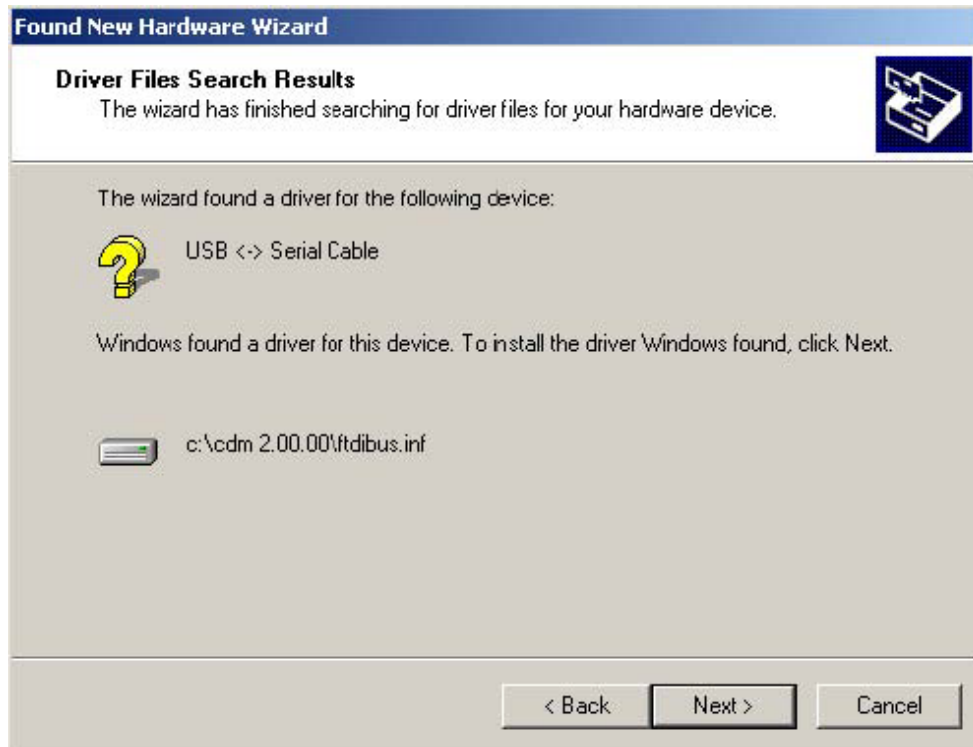 Found New Hardware Wizard
Driver Files Search Results
The wizard has finished searching for driver files for your hardware device.
The wizard found a driver for the following device:
USB <-> Serial Cable
Windows found a driver for this device. To install the driver Windows found, click Next.
c:\cdm 2.00.00\ftdibus.inf
< Back Next > Cancel